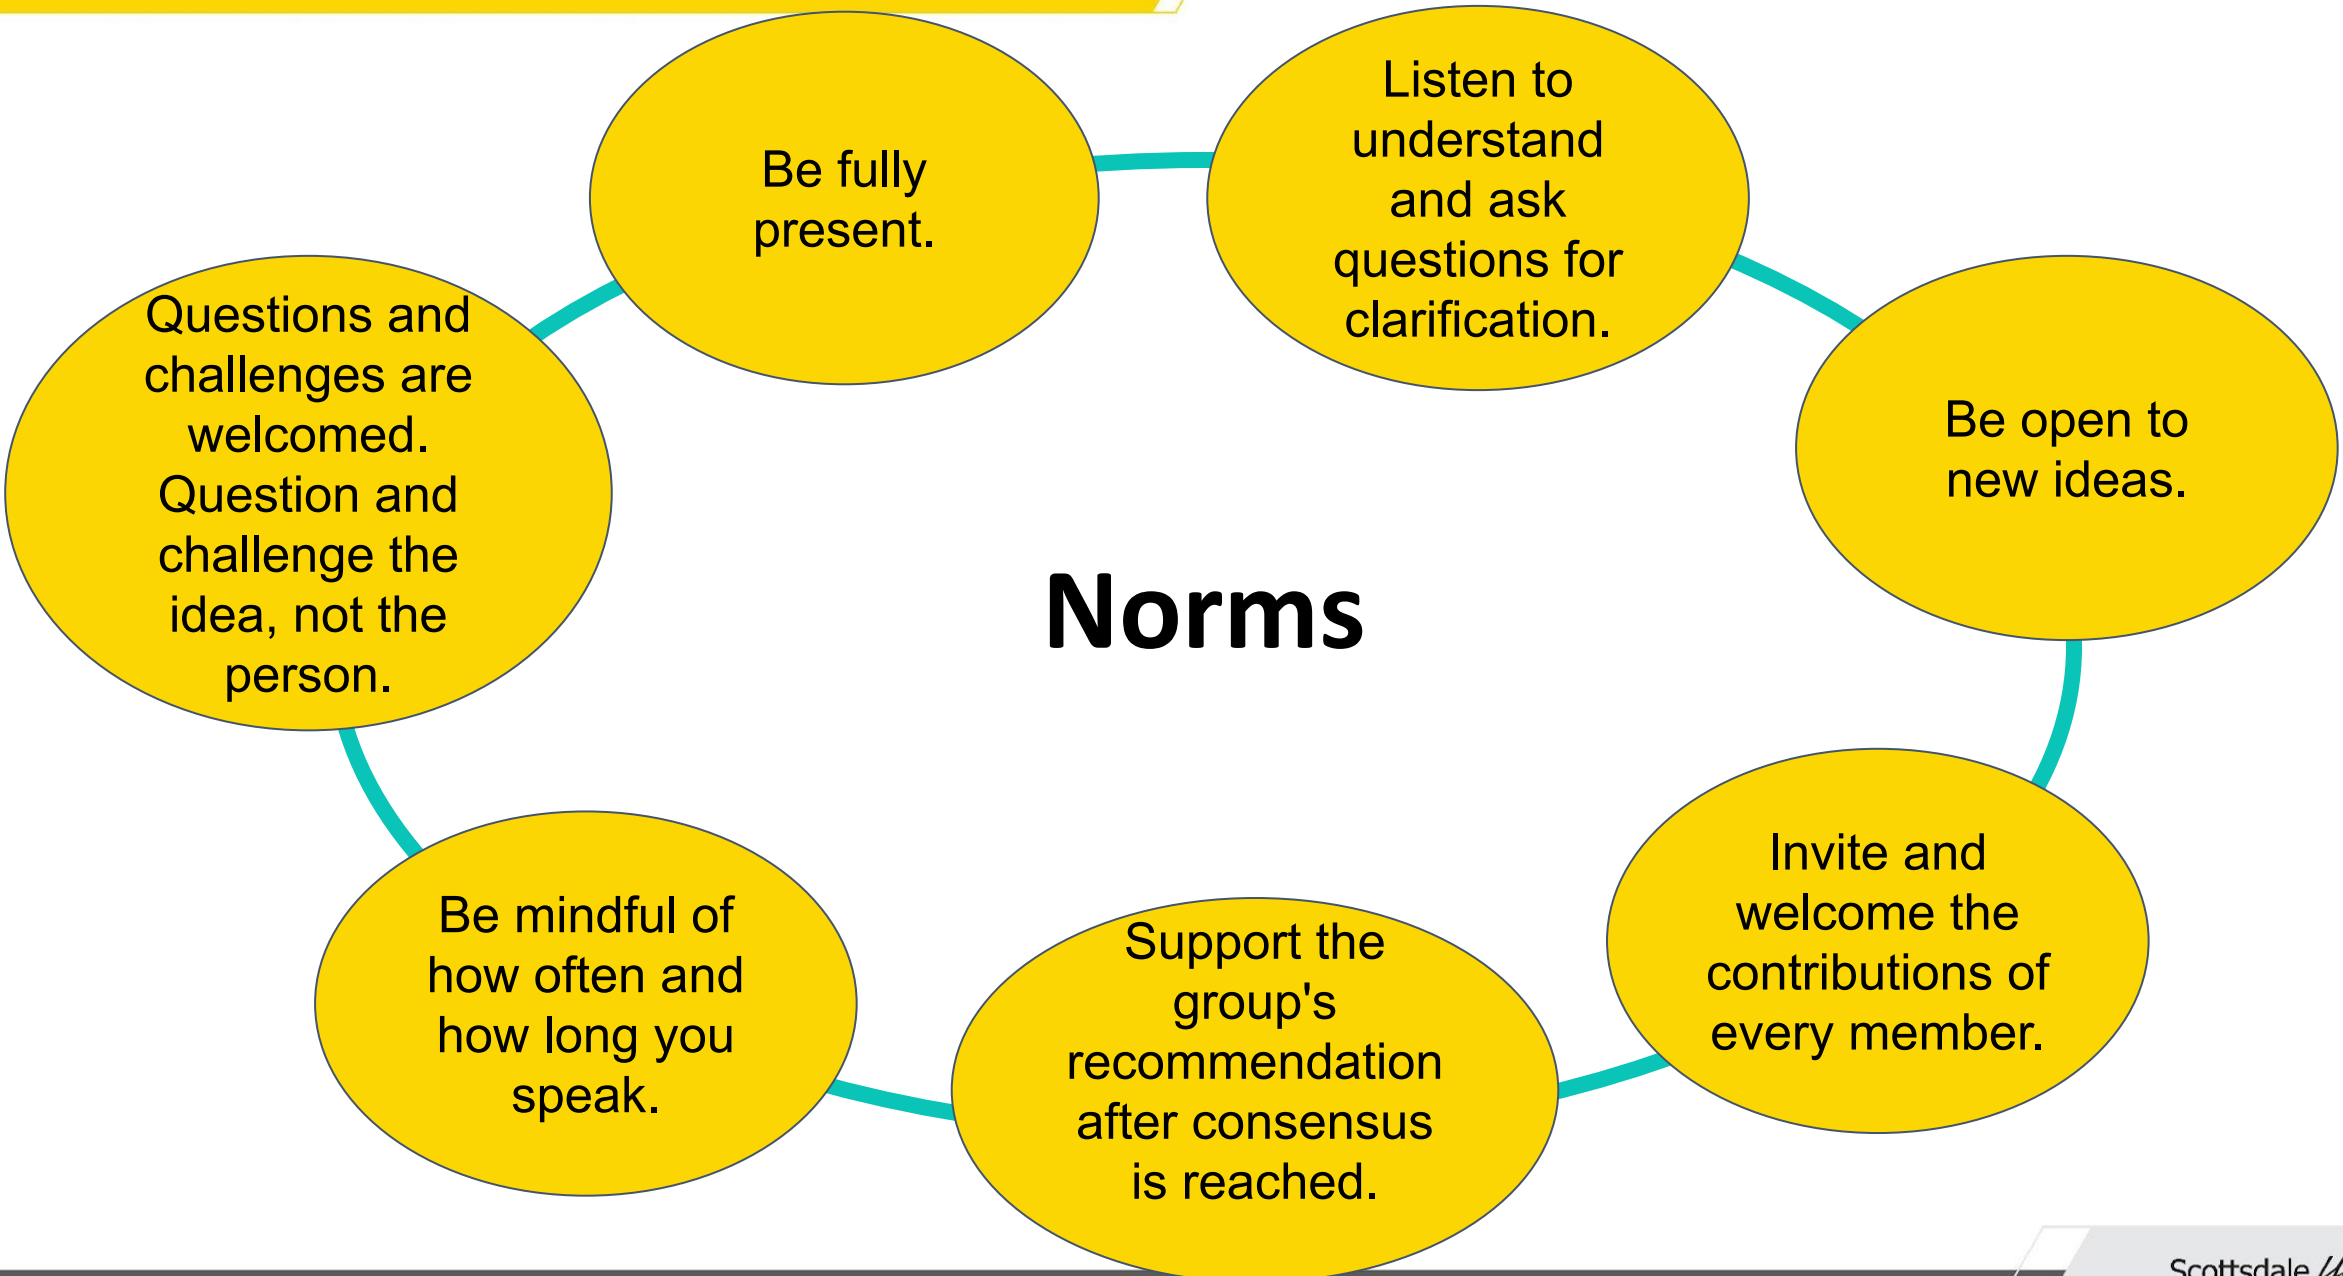 Be fully
present.
Listen to
understand
and ask
questions for
clarification.
Be open to
new ideas.
Invite and
welcome the
contributions of
every member.
Support the
group's
recommendation
after consensus
is reached.
Be mindful of
how often and
how long you
speak.
Questions and
challenges are
welcomed.
Question and
challenge the
idea, not the
person.
Norms
Scottsdale